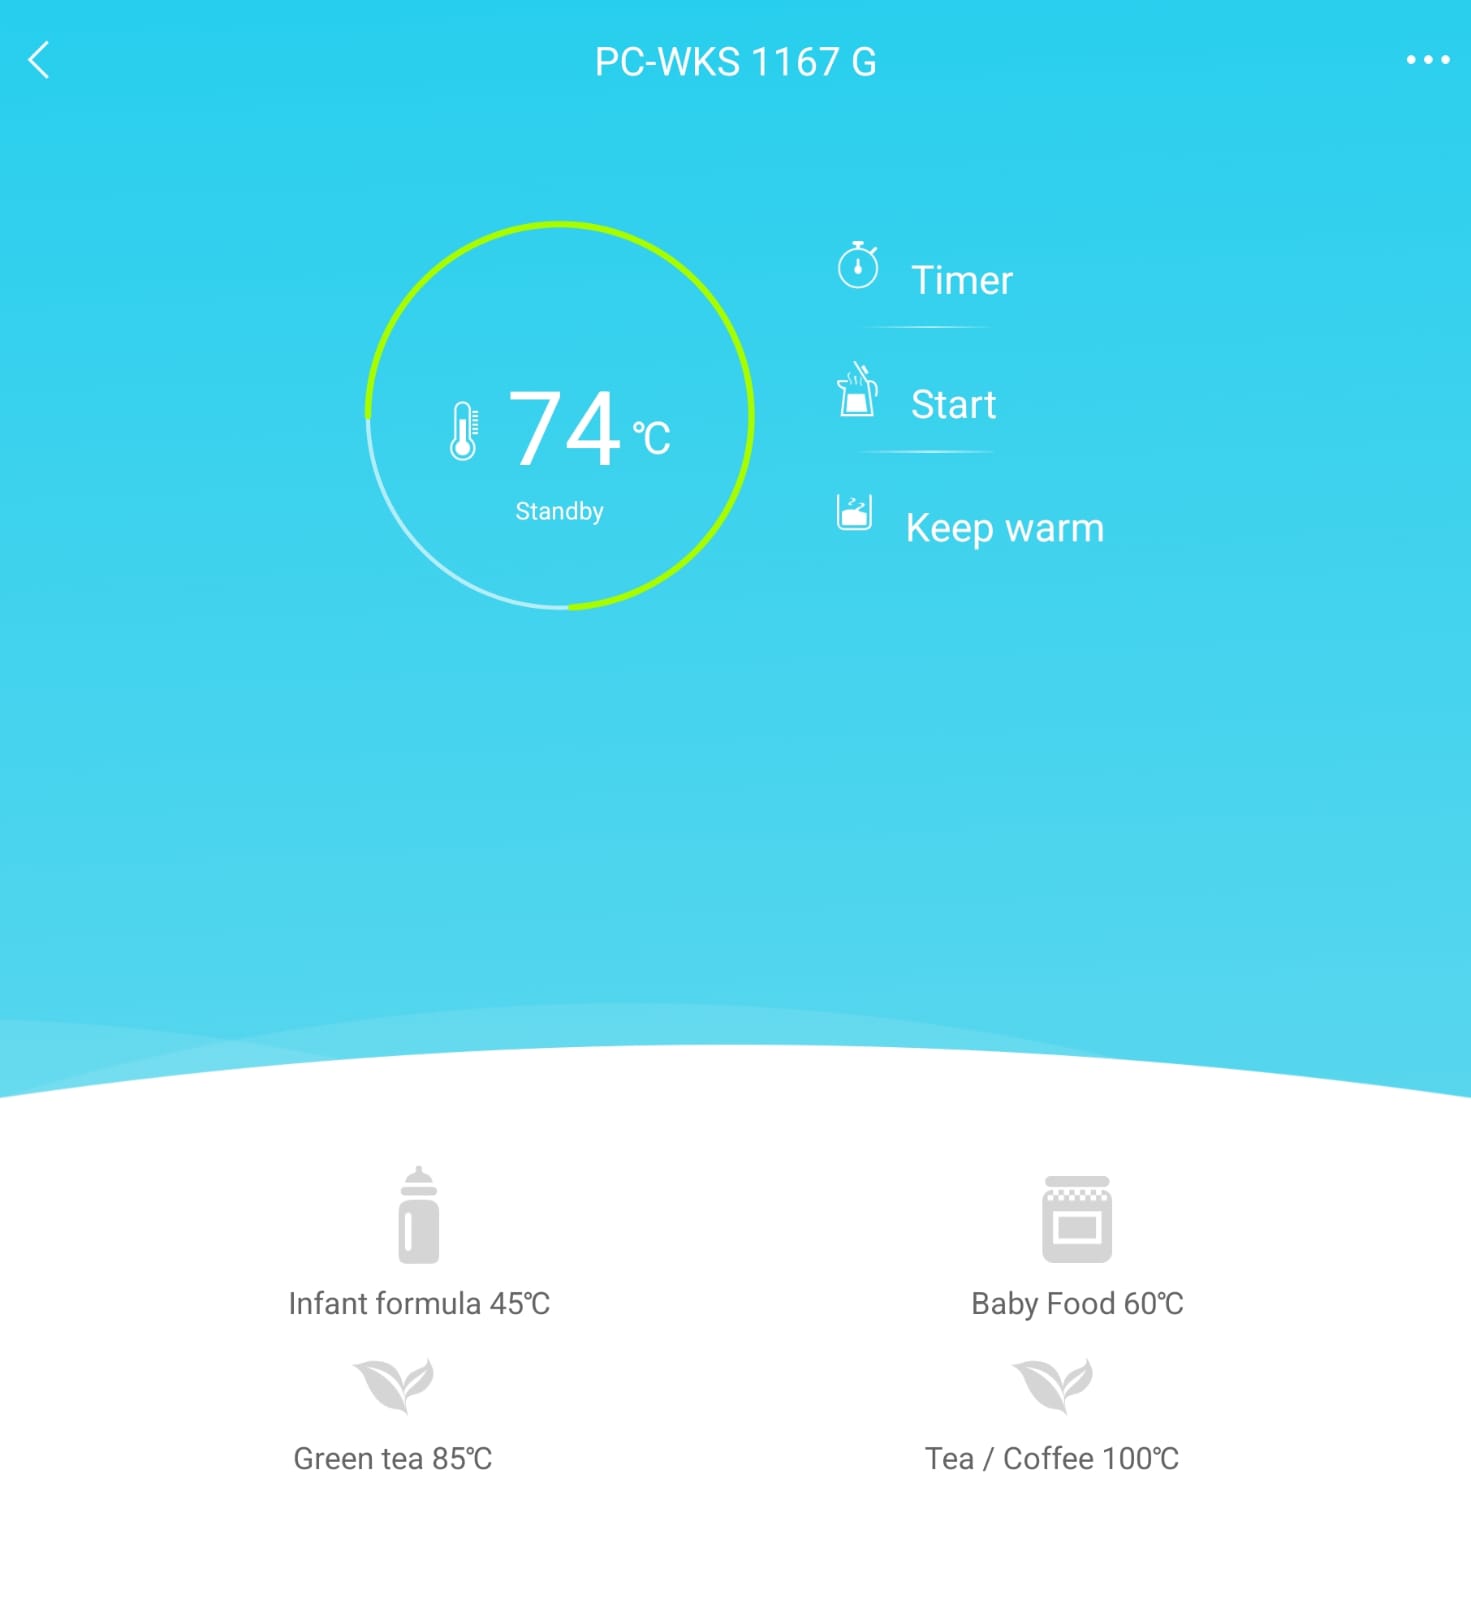 PC-WKS 1167 G
Timer
Start
74 ℃
Standby
Keep warm
Infant formula 45℃
Baby Food 60℃
Green tea 85℃
Tea / Coffee 100℃